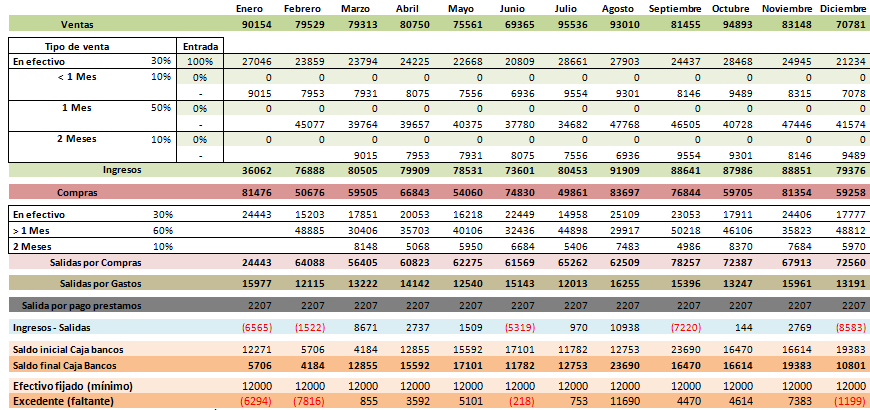 Enero Febrero Marzo Abril Mayo Junio Julio Agosto Septiembre Octubre Noviembre Diciembre
Ventas 90154 79529 79313 80750 75561 69365 95536 93010 81455 94893 83148 70781
Tipo de venta Entrada
En efectivo 30% 100% 27046 23859 23794 24225 22668 20809 28661 27903 24437 28468 24945 21234
< 1 Mes 10% 0% 0 0 0 0 0 0 0 0 0 0 0 0
- 9015 7953 7931 8075 7556 6936 9554 9301 8146 9489 8315 7078
1 Mes 50% 0% 0 0 0 0 0 0 0 0 0 0 0 0
- 45077 39764 39657 40375 37780 34682 47768 46505 40728 47446 41574
2 Meses 10% 0% 0 0 0 0 0 0 0 0 0 0 0 0
- 9015 7953 7931 8075 7556 6936 9554 9301 8146 9489
Ingresos 36062 76888 80505 79909 78531 73601 80453 91909 88641 87986 88851 79376
Compras 81476 50676 59505 66843 54060 74830 49861 83697 76844 59705 81354 59258
En efectivo 30% 24443 15203 17851 20053 16218 22449 14958 25109 23053 17911 24406 17777
> 1 Mes 60% 48885 30406 35703 40106 32436 44898 29917 50218 46106 35823 48812
2 Meses 10% 8148 5068 5950 6684 5406 7483 4986 8370 7684 5970
Salidas por Compras 24443 64088 56405 60823 62275 61569 65262 62509 78257 72387 67913 72560
Salidas por Gastos 15977 12115 13222 14142 12540 15143 12013 16255 15396 13247 15961 13191
Salida por pago prestamos 2207 2207 2207 2207 2207 2207 2207 2207 2207 2207 2207 2207
Ingresos - Salidas (6565) (1522) 8671 2737 1509 (5319) 970 10938 (7220) 144 2769 (8583)
Saldo inicial Caja bancos 12271 5706 4184 12855 15592 17101 11782 12753 23690 16470 16614 19383
Saldo final Caja Bancos 5706 4184 12855 15592 17101 11782 12753 23690 16470 16614 19383 10801
Efectivo fijado (mínimo) 12000 12000 12000 12000 12000 12000 12000 12000 12000 12000 12000 12000
Excedente (faltante) (6294) (7816) 855 3592 5101 (218) 753 11690 4470 4614 7383 (1199)